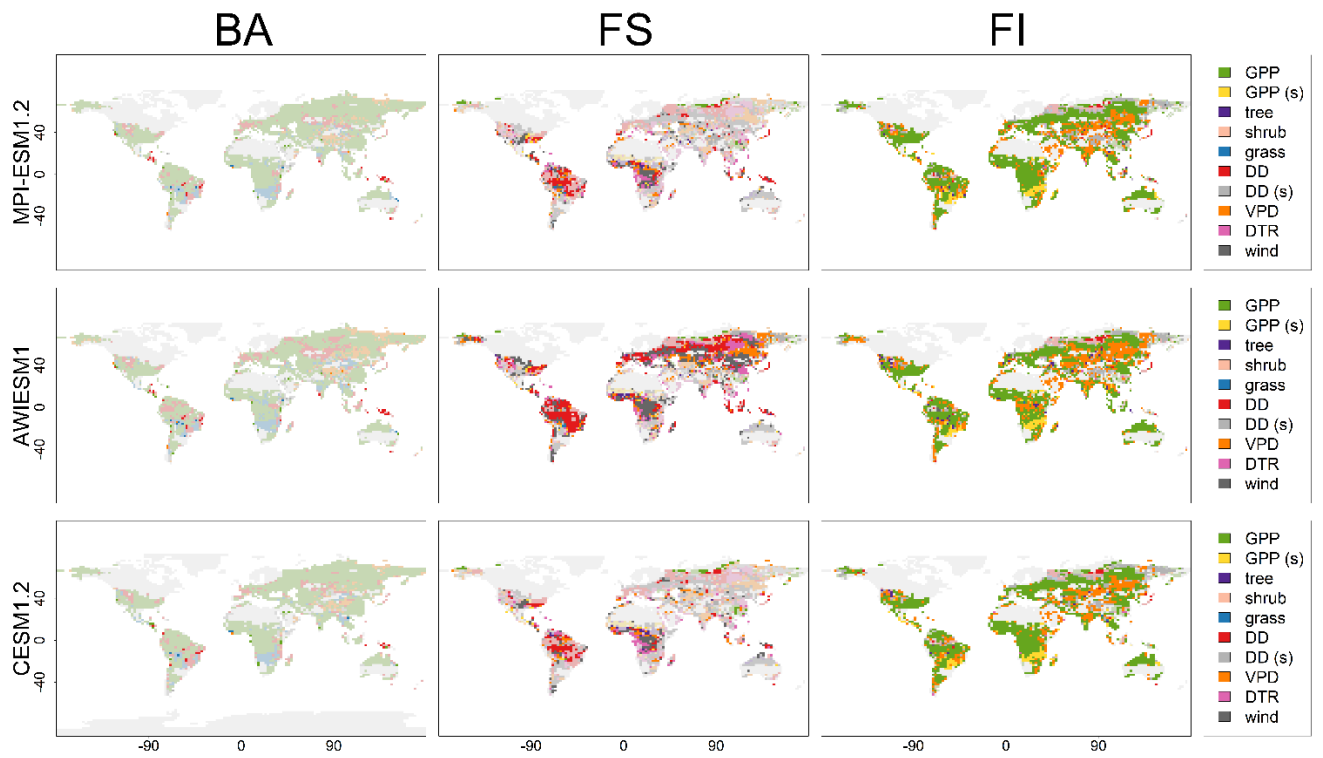 BA FS FI
MPI-ESM1.2
40
0
-40
GPP
GPP (s)
tree
shrub
grass
DD
DD (s)
VPD
DTR
wind
AWIESM1
40
0
-40
GPP
GPP (s)
tree
shrub
grass
DD
DD (s)
VPD
DTR
wind
CESM1.2
40
0
-40
GPP
GPP (s)
tree
shrub
grass
DD
DD (s)
VPD
DTR
wind
-90 0 90 -90 0 90 -90 0 90